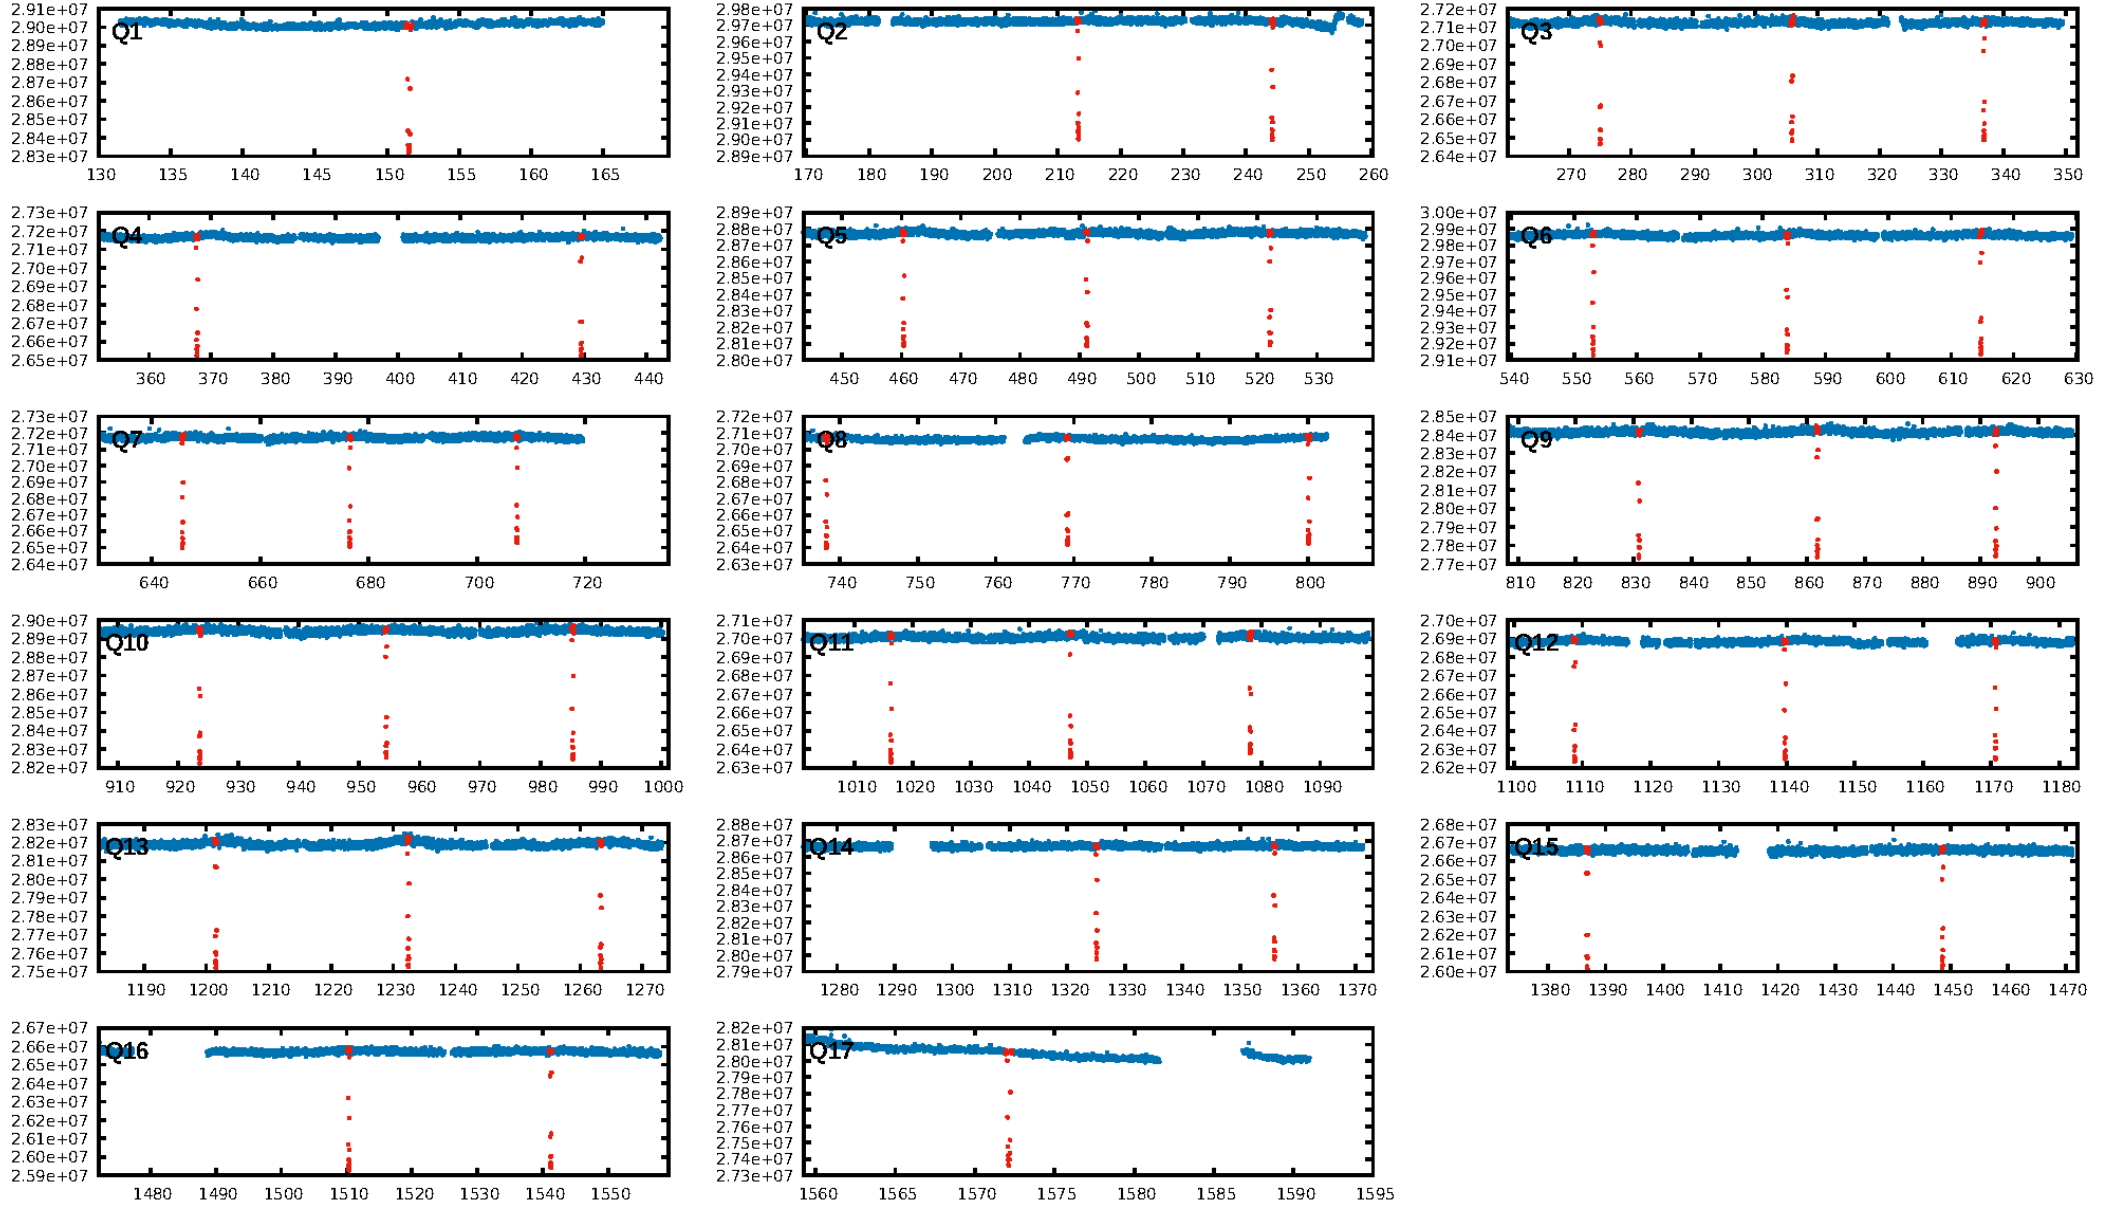 2.91e+07
2.90e+07
2.89e+07
2.88e+07
2.87e+07
2.86e+07
2.85e+07
2.84e+07
2.83e+07
Q1
130 135 140 145 150 155 160 165
2.98e+07
2.97e+07
2.96e+07
2.95e+07
2.94e+07
2.93e+07
2.92e+07
2.91e+07
2.90e+07
2.89e+07
Q2
170 180 190 200 210 220 230 240 250 260
2.72e+07
2.71e+07
2.70e+07
2.69e+07
2.68e+07
2.67e+07
2.66e+07
2.65e+07
2.64e+07
Q3
270 280 290 300 310 320 330 340 350
2.73e+07
2.72e+07
2.71e+07
2.70e+07
2.69e+07
2.68e+07
2.67e+07
2.66e+07
2.65e+07
Q4
360 370 380 390 400 410 420 430 440
2.89e+07
2.88e+07
2.87e+07
2.86e+07
2.85e+07
2.84e+07
2.83e+07
2.82e+07
2.81e+07
2.80e+07
Q5
450 460 470 480 490 500 510 520 530
3.00e+07
2.99e+07
2.98e+07
2.97e+07
2.96e+07
2.95e+07
2.94e+07
2.93e+07
2.92e+07
2.91e+07
Q6
540 550 560 570 580 590 600 610 620 630
2.73e+07
2.72e+07
2.71e+07
2.70e+07
2.69e+07
2.68e+07
2.67e+07
2.66e+07
2.65e+07
2.64e+07
Q7
640 660 680 700 720
2.72e+07
2.71e+07
2.70e+07
2.69e+07
2.68e+07
2.67e+07
2.66e+07
2.65e+07
2.64e+07
2.63e+07
Q8
740 750 760 770 780 790 800
2.85e+07
2.84e+07
2.83e+07
2.82e+07
2.81e+07
2.80e+07
2.79e+07
2.78e+07
2.77e+07
Q9
810 820 830 840 850 860 870 880 890 900
2.90e+07
2.89e+07
2.88e+07
2.87e+07
2.86e+07
2.85e+07
2.84e+07
2.83e+07
2.82e+07
Q10
910 920 930 940 950 960 970 980 990 1000
2.71e+07
2.70e+07
2.69e+07
2.68e+07
2.67e+07
2.66e+07
2.65e+07
2.64e+07
2.63e+07
Q11
1010 1020 1030 1040 1050 1060 1070 1080 1090
2.70e+07
2.69e+07
2.68e+07
2.67e+07
2.66e+07
2.65e+07
2.64e+07
2.63e+07
2.62e+07
Q12
1100 1110 1120 1130 1140 1150 1160 1170 1180
2.83e+07
2.82e+07
2.81e+07
2.80e+07
2.79e+07
2.78e+07
2.77e+07
2.76e+07
2.75e+07
Q13
1190 1200 1210 1220 1230 1240 1250 1260 1270
2.88e+07
2.87e+07
2.86e+07
2.85e+07
2.84e+07
2.83e+07
2.82e+07
2.81e+07
2.80e+07
2.79e+07
Q14
1280 1290 1300 1310 1320 1330 1340 1350 1360 1370
2.68e+07
2.67e+07
2.66e+07
2.65e+07
2.64e+07
2.63e+07
2.62e+07
2.61e+07
2.60e+07
Q15
1380 1390 1400 1410 1420 1430 1440 1450 1460 1470
2.67e+07
2.66e+07
2.65e+07
2.64e+07
2.63e+07
2.62e+07
2.61e+07
2.60e+07
2.59e+07
Q16
1480 1490 1500 1510 1520 1530 1540 1550
2.82e+07
2.81e+07
2.80e+07
2.79e+07
2.78e+07
2.77e+07
2.76e+07
2.75e+07
2.74e+07
2.73e+07
Q17
1560 1565 1570 1575 1580 1585 1590 1595